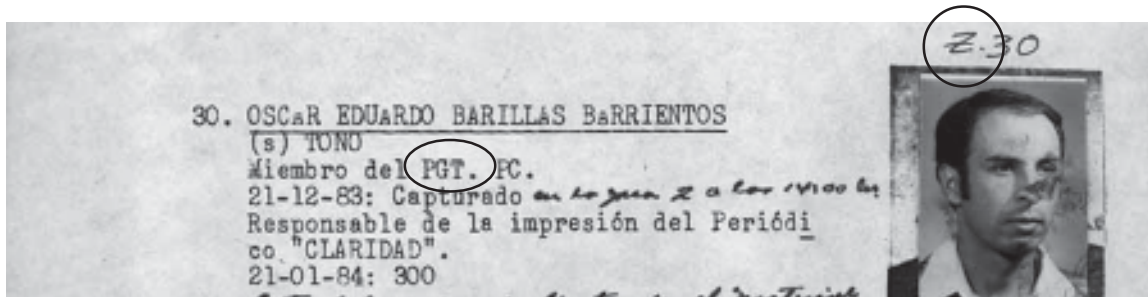 Z.30
30. OSCAR EDUARDO BARILLAS BARRIENTOS
(s) TONO
Miembro del PGT. PC.
21-12-83: Capturado en la zona 2 a las 14:00 hs
Responsable de la impresión del Periódi
co "CLARIDAD".
21-01-84: 300